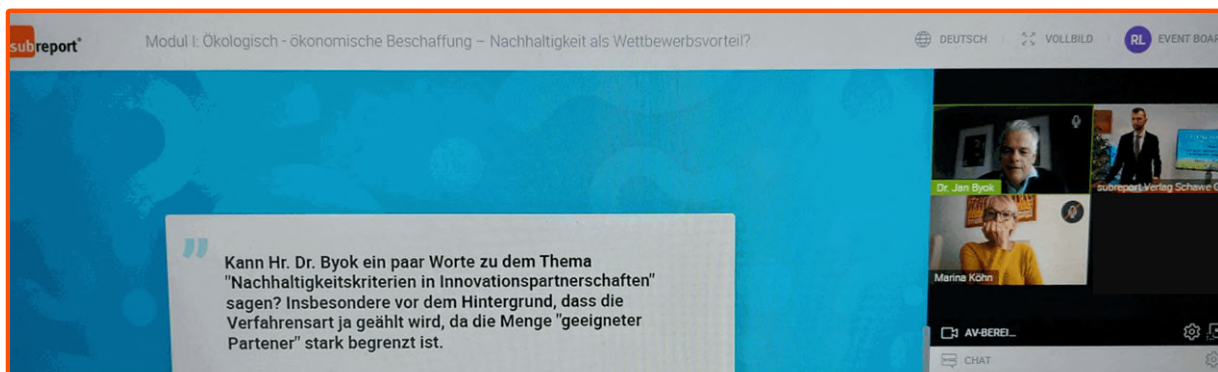 subreport®
Modul I: Ökologisch - ökonomische Beschaffung – Nachhaltigkeit als Wettbewerbsvorteil?
DEUTSCH
VOLLBILD
RL
EVENT BOAR
Dr. Jan Byok
subreport Verlag Schawe G
Marina Köhn
"
Kann Hr. Dr. Byok ein paar Worte zu dem Thema
"Nachhaltigkeitskriterien in Innovationspartnerschaften"
sagen? Insbesondere vor dem Hintergrund, dass die
Verfahrensart ja geählt wird, da die Menge "geeigneter
Partener" stark begrenzt ist.
AV-BEREI...
CHAT